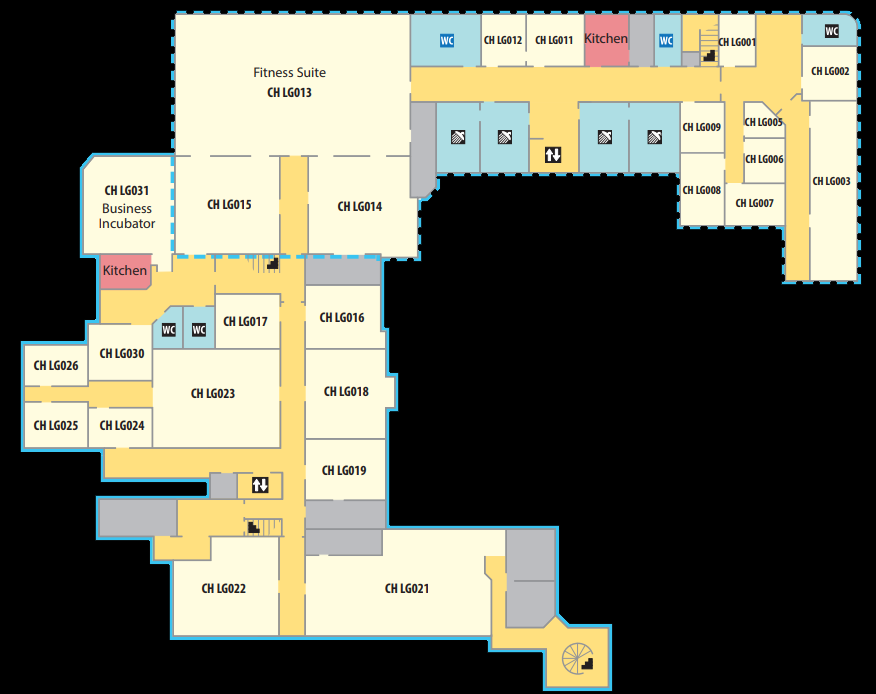 WC
CH LG012
CH LG011
Kitchen
WC
CH LG001
WC
CH LG002
Fitness Suite
CH LG013
CH LG009
CH LG005
CH LG006
CH LG003
CH LG008
CH LG007
CH LG031
Business
Incubator
CH LG015
CH LG014
Kitchen
WC
WC
CH LG017
CH LG016
CH LG030
CH LG026
CH LG023
CH LG018
CH LG025
CH LG024
CH LG019
CH LG022
CH LG021